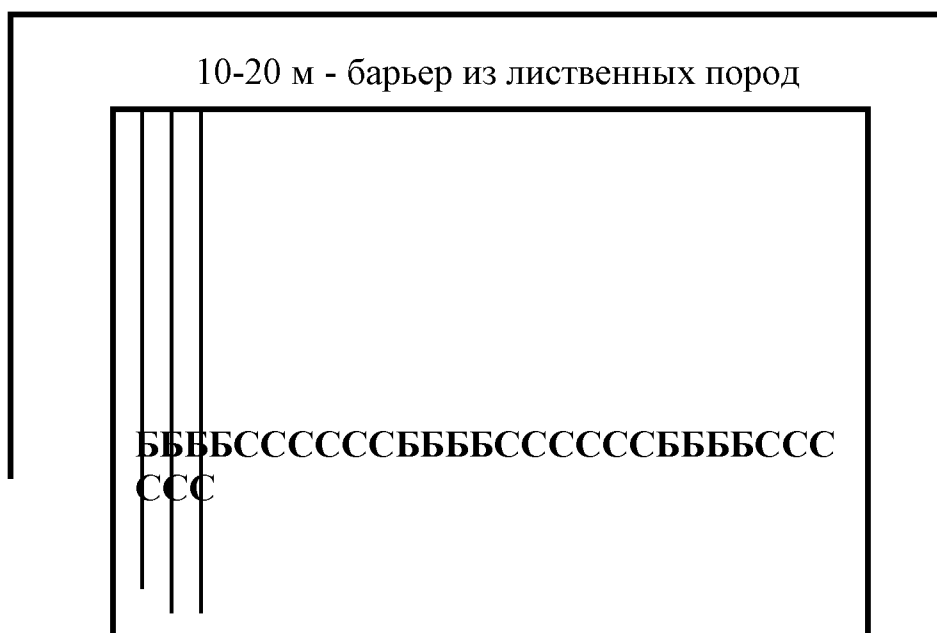 10-20 м - барьер из лиственных пород
ББББССССССББББССССССББББССС
ССС